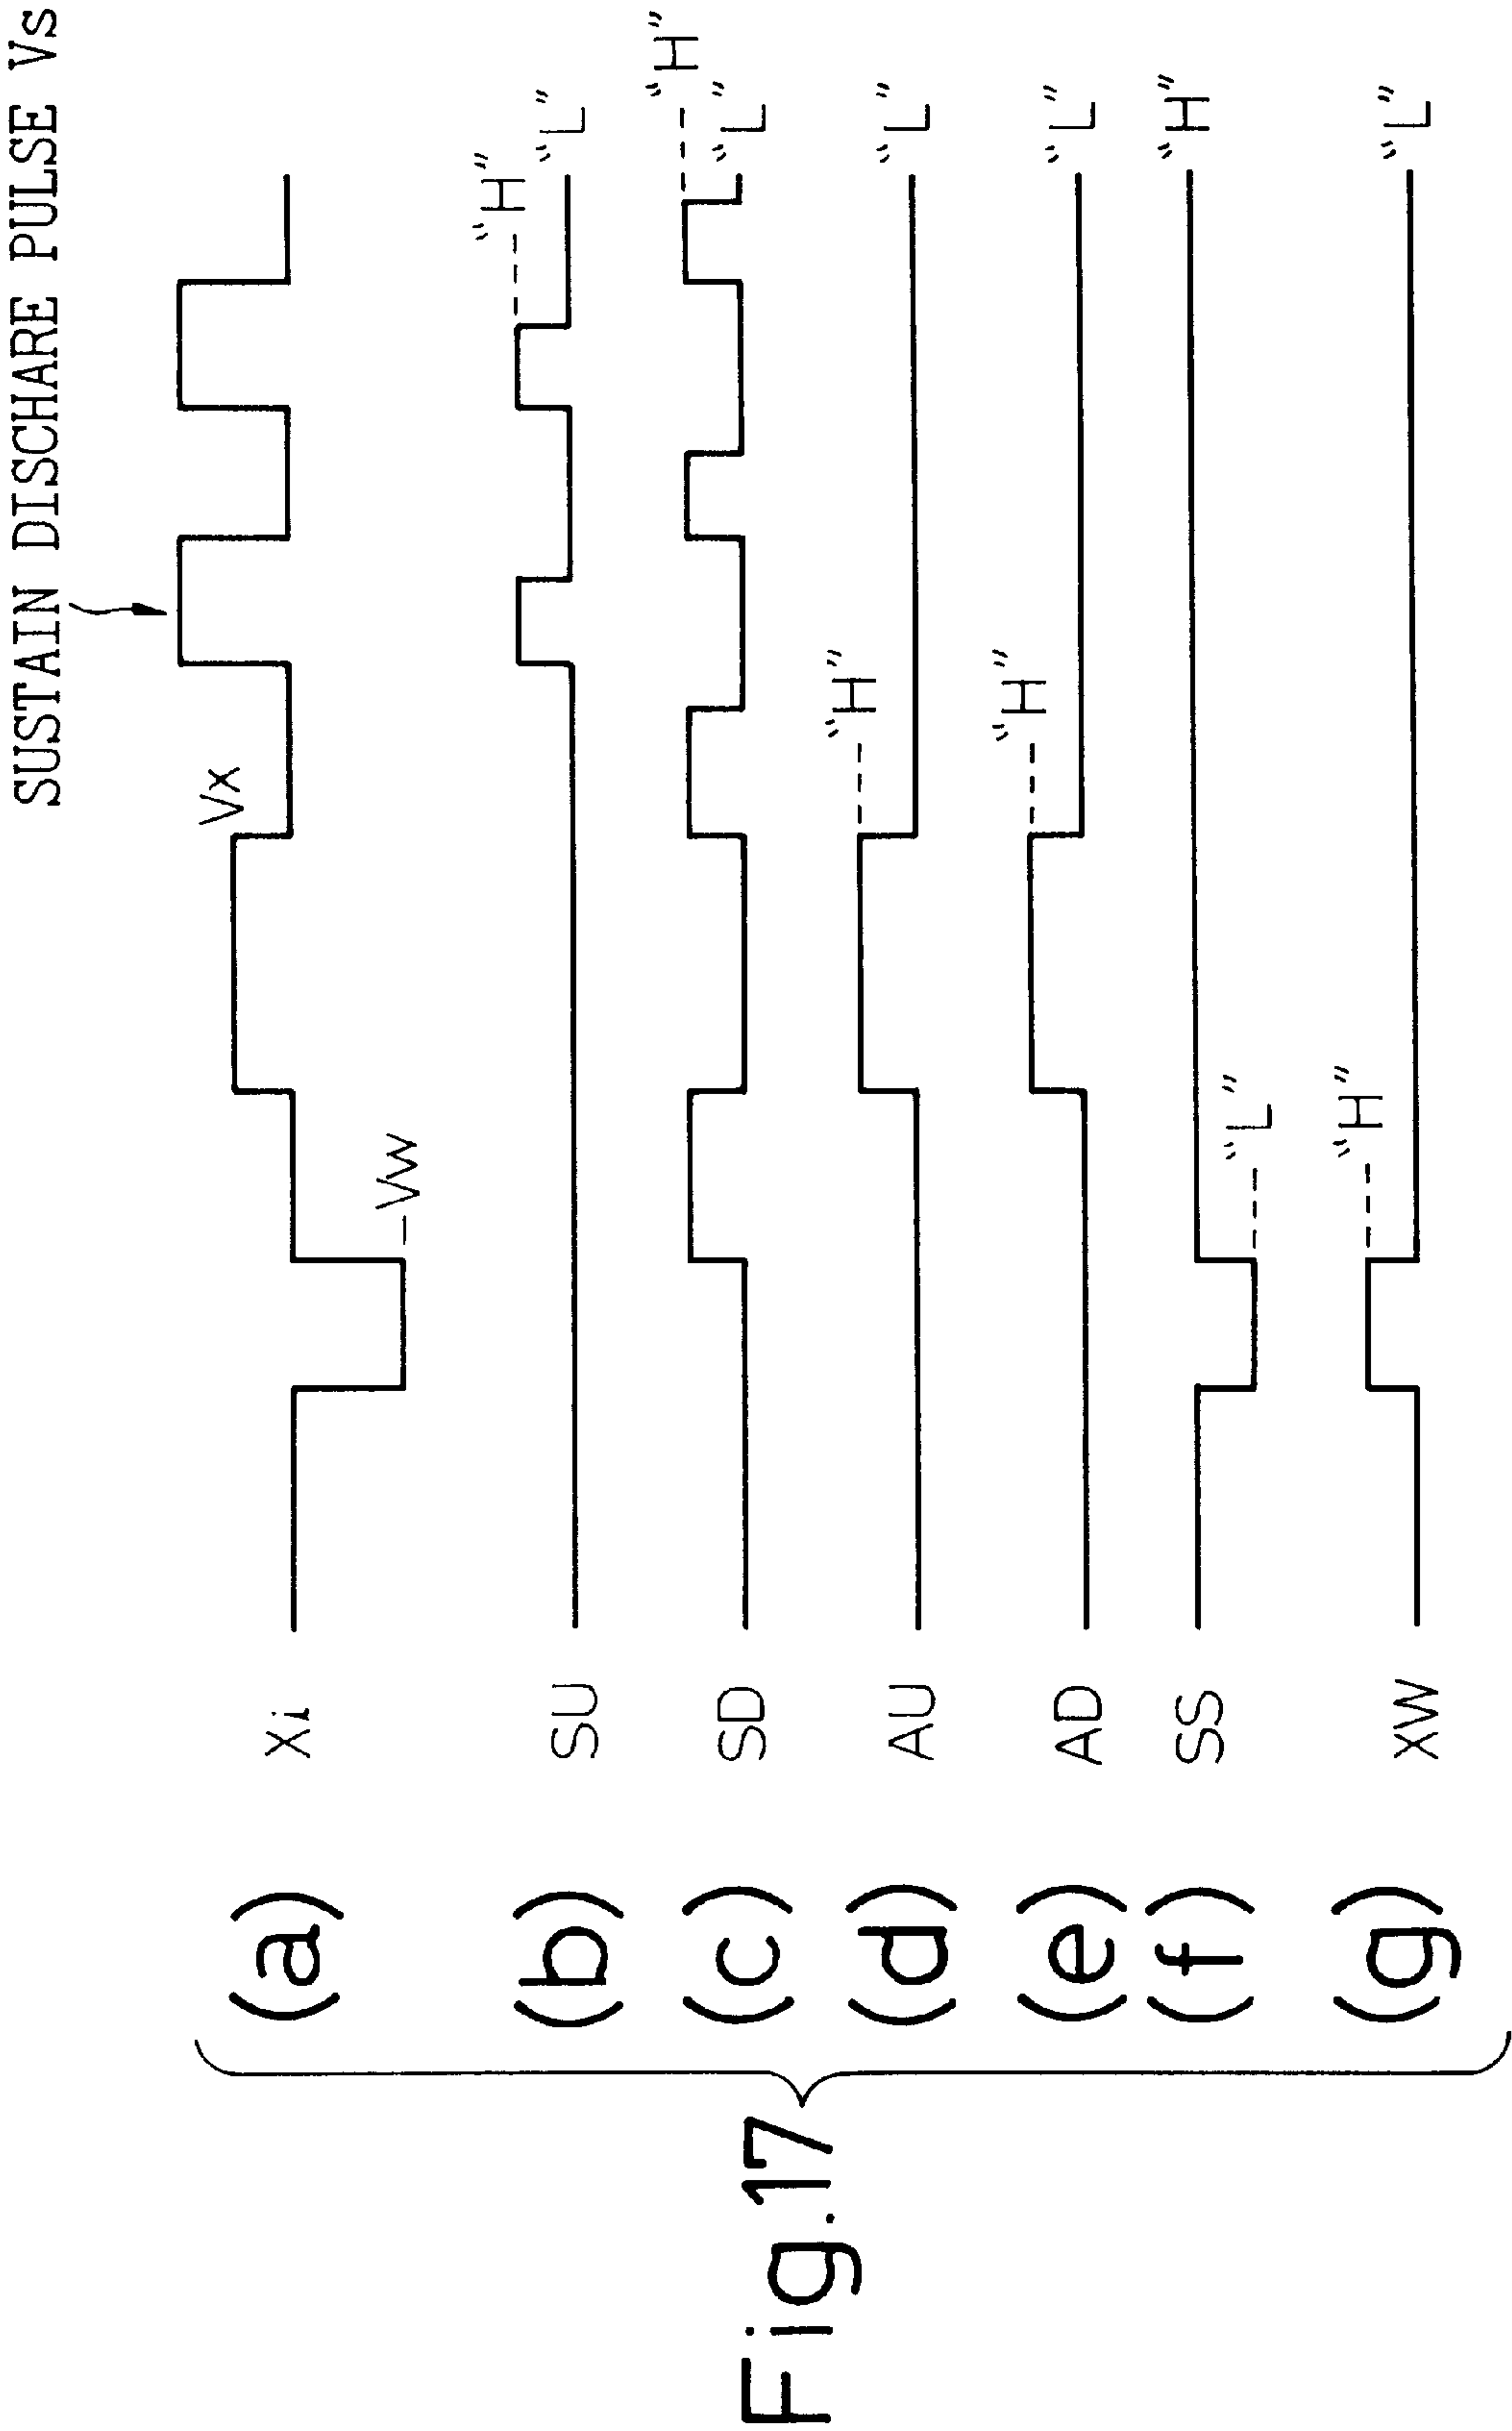 SUSTAIN DISCHARE PULSE Vs
Fig.17
(a) Xi Vw Vx
(b) SU "H" "L"
(c) SD "H" "L"
(d) AU "H" "L"
(e) AD "H" "L"
(f) SS "L" "H"
(g) XW "H" "L"